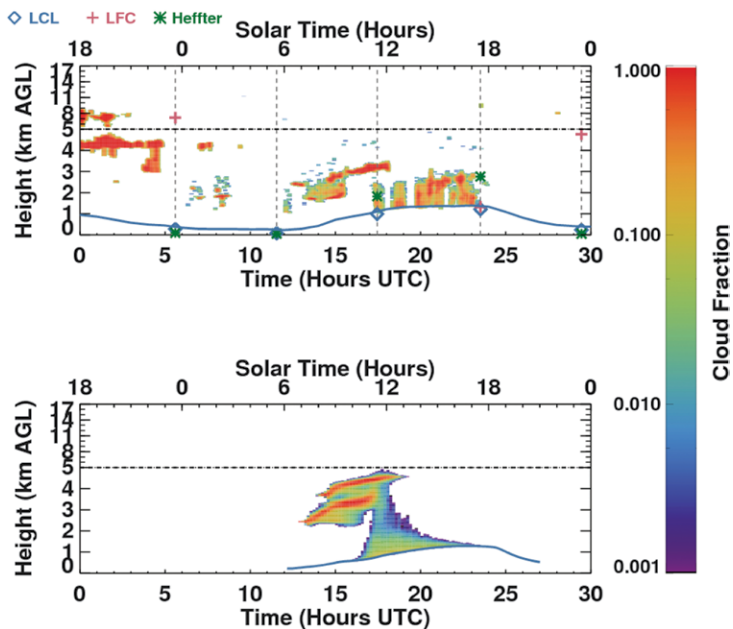 LCL LFC Heffter
Solar Time (Hours)
18 0 6 12 18 0
Height (km AGL)
17
14
11
8
5
4
3
2
1
0
0 5 10 15 20 25 30
Time (Hours UTC)
Solar Time (Hours)
18 0 6 12 18 0
Height (km AGL)
17
14
11
8
5
4
3
2
1
0
0 5 10 15 20 25 30
Time (Hours UTC)
1.000
0.100
0.010
0.001
Cloud Fraction